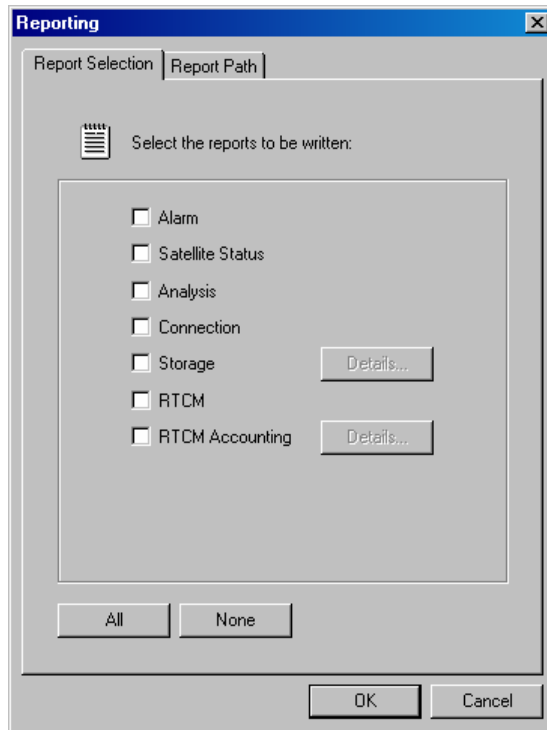 Reporting
Report Selection Report Path
Select the reports to be written:
Alarm
Satellite Status
Analysis
Connection
Storage Details...
RTCM
RTCM Accounting Details...
All None
OK Cancel